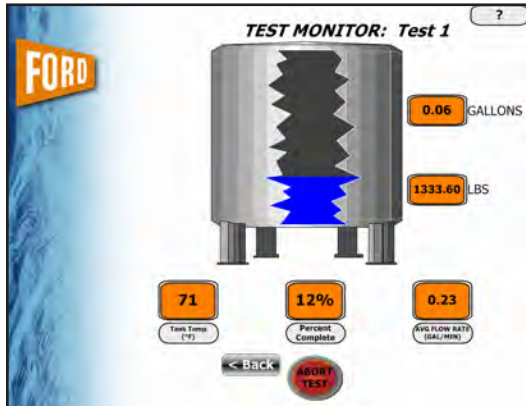 ?
TEST MONITOR: Test 1
FORD
0.06 GALLONS
1333.60 LBS
71
12%
0.23
Tank Temp
(°F)
Percent
Complete
AVG FLOW RATE
(GAL/MIN)
< Back
ABORT
TEST